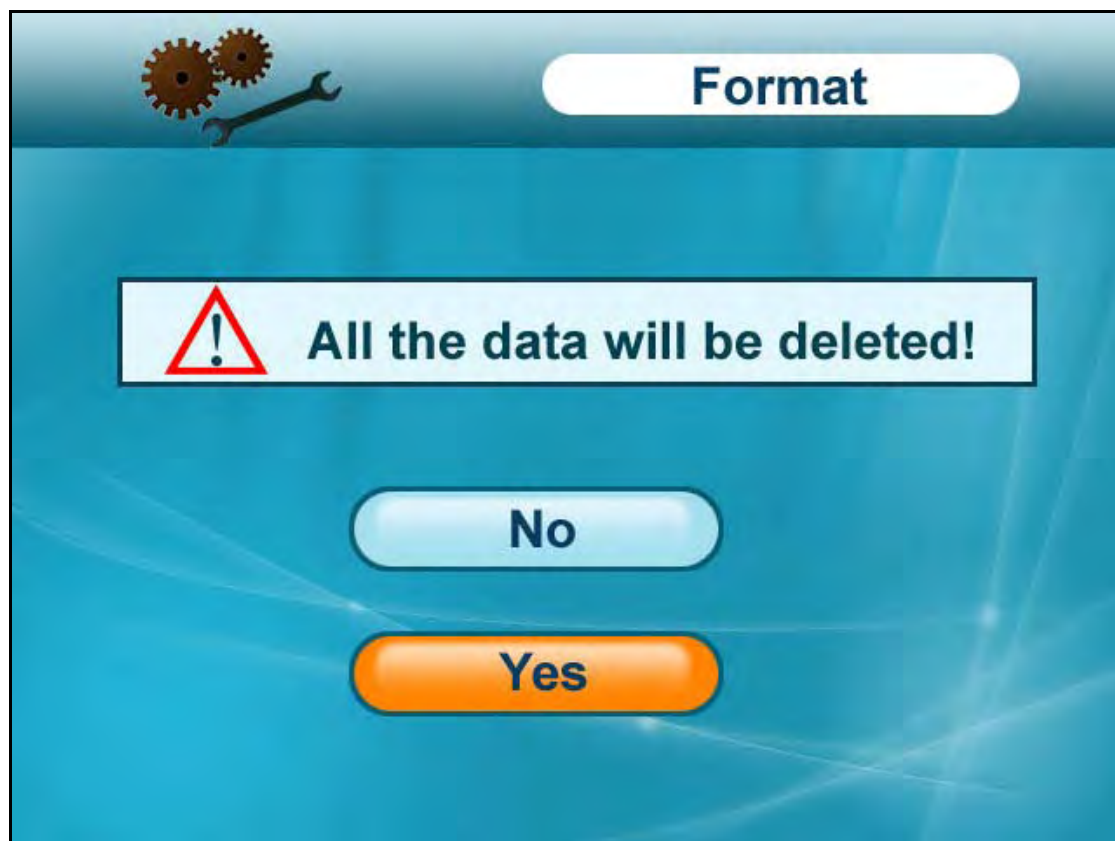 Format
All the data will be deleted!
No
Yes